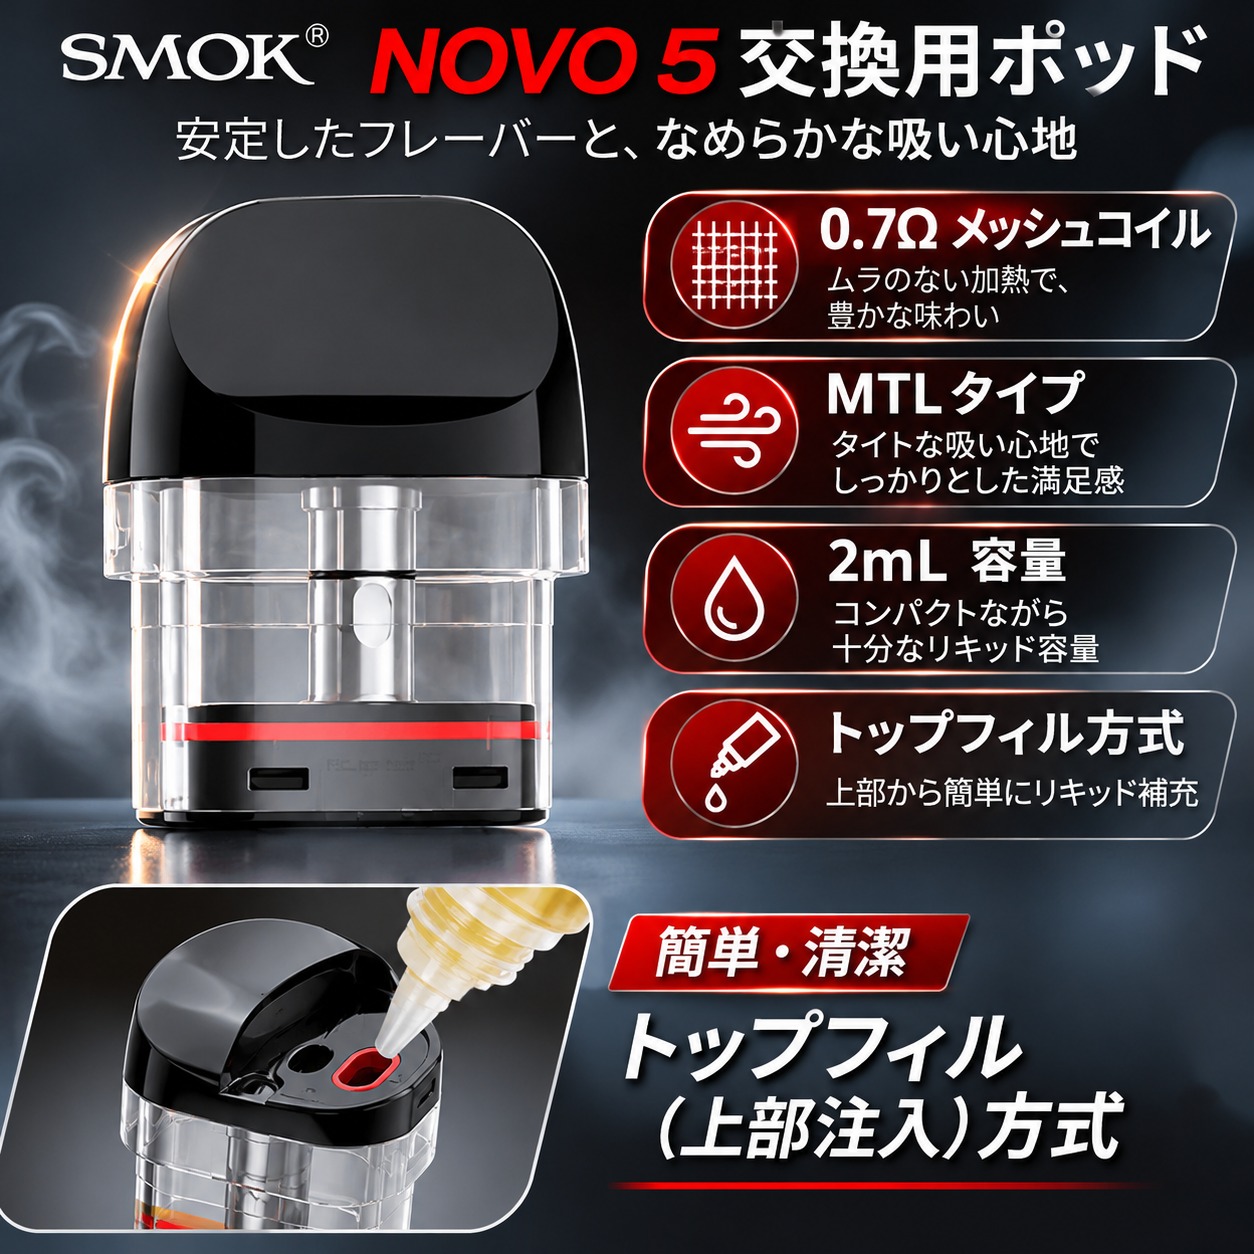 SMOK® NOVO 5 交換用ポッド
安定したフレーバーと、なめらかな吸い心地
0.7Ω メッシュコイル
ムラのない加熱で、
豊かな味わい
MTLタイプ
タイトな吸い心地で
しっかりとした満足感
2mL 容量
コンパクトながら
十分なリキッド容量
トップフィル方式
上部から簡単にリキッド補充
簡単・清潔
トップフィル
（上部注入）方式